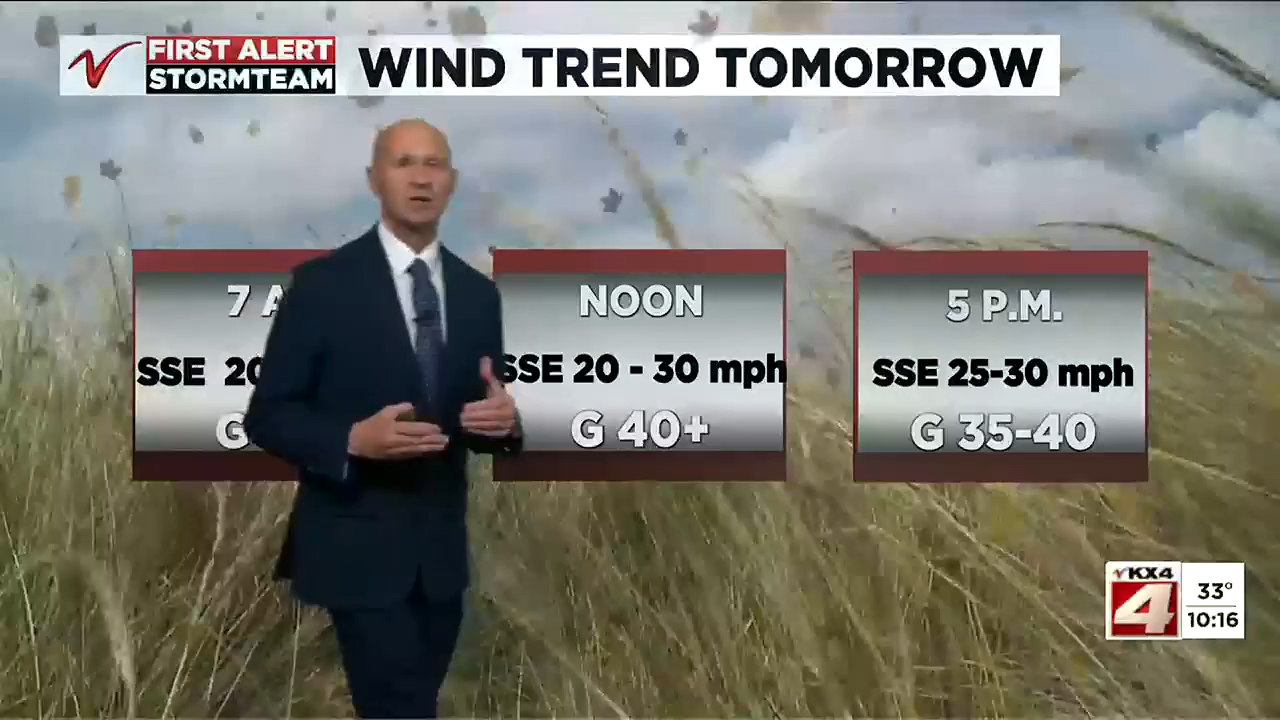 FIRST ALERT
STORMTEAM
WIND TREND TOMORROW
7
SSE 20
G
NOON
SSE 20 - 30 mph
G 40+
5 P.M.
SSE 25-30 mph
G 35-40
KX4
4
33°
10:16